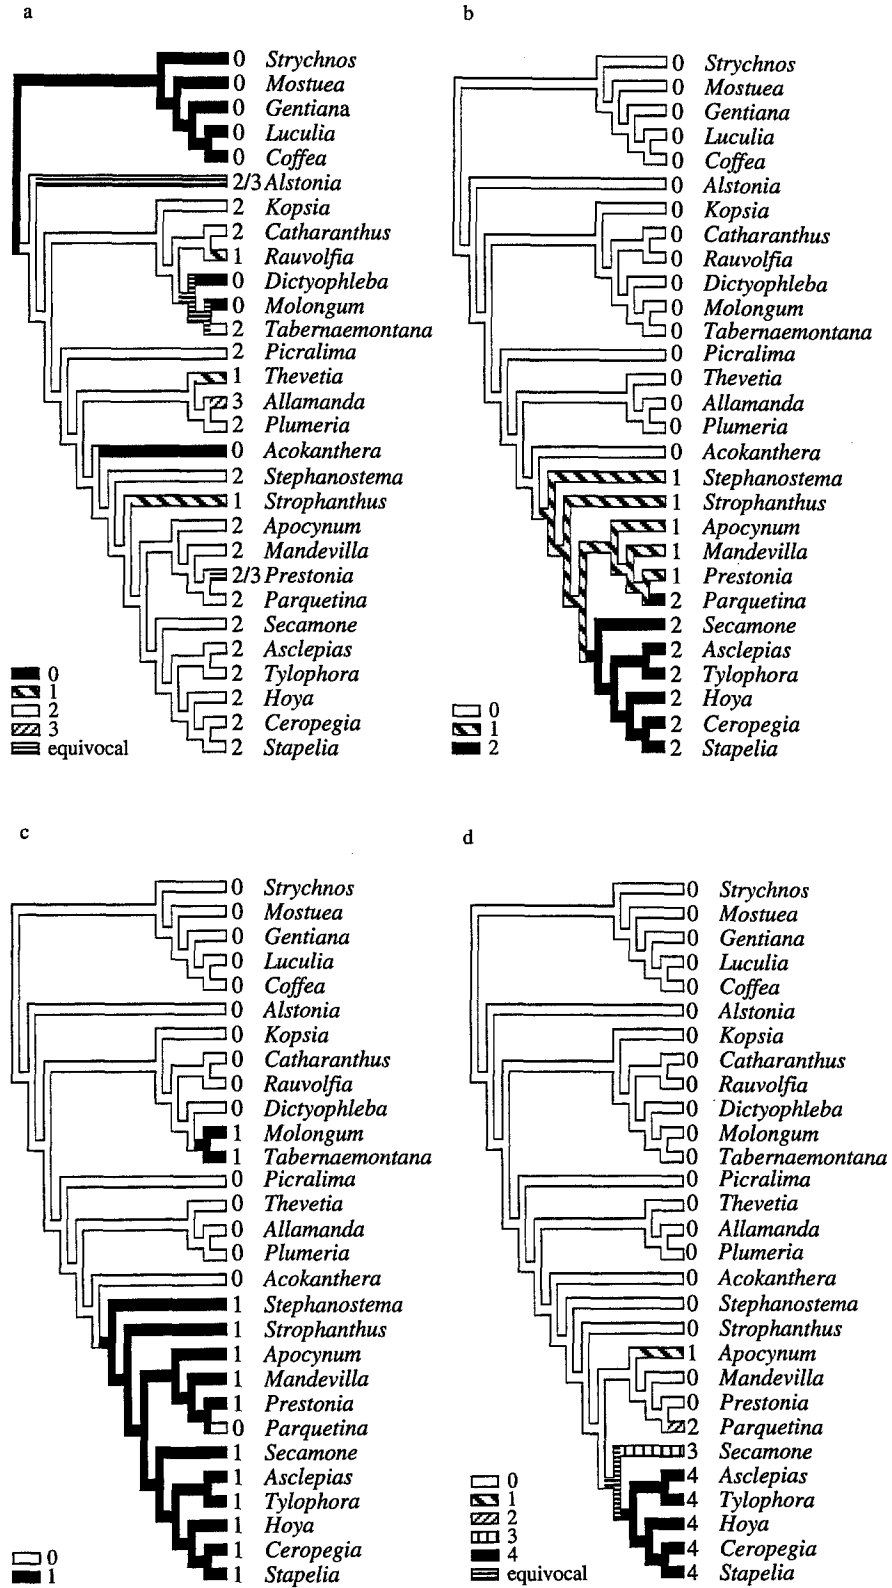 a
0 Strychnos
0 Mostuea
0 Gentiana
0 Luculia
0 Coffea
2/3 Alstonia
2 Kopsia
2 Catharanthus
1 Rauvolfia
0 Dictyophleba
0 Molongum
2 Tabernaemontana
2 Picralima
1 Thevetia
3 Allamanda
2 Plumeria
0 Acokanthera
2 Stephanostema
1 Strophanthus
2 Apocynum
2 Mandevilla
2/3 Prestonia
2 Parquetina
2 Secamone
2 Asclepias
2 Tylophora
2 Hoya
2 Ceropegia
2 Stapelia
0
1
2
3
equivocal
b
0 Strychnos
0 Mostuea
0 Gentiana
0 Luculia
0 Coffea
0 Alstonia
0 Kopsia
0 Catharanthus
0 Rauvolfia
0 Dictyophleba
0 Molongum
0 Tabernaemontana
0 Picralima
0 Thevetia
0 Allamanda
0 Plumeria
0 Acokanthera
1 Stephanostema
1 Strophanthus
1 Apocynum
1 Mandevilla
1 Prestonia
2 Parquetina
2 Secamone
2 Asclepias
2 Tylophora
2 Hoya
2 Ceropegia
2 Stapelia
0
1
2
c
0 Strychnos
0 Mostuea
0 Gentiana
0 Luculia
0 Coffea
0 Alstonia
0 Kopsia
0 Catharanthus
0 Rauvolfia
0 Dictyophleba
1 Molongum
1 Tabernaemontana
0 Picralima
0 Thevetia
0 Allamanda
0 Plumeria
0 Acokanthera
1 Stephanostema
1 Strophanthus
1 Apocynum
1 Mandevilla
1 Prestonia
0 Parquetina
1 Secamone
1 Asclepias
1 Tylophora
1 Hoya
1 Ceropegia
1 Stapelia
0
1
d
0 Strychnos
0 Mostuea
0 Gentiana
0 Luculia
0 Coffea
0 Alstonia
0 Kopsia
0 Catharanthus
0 Rauvolfia
0 Dictyophleba
0 Molongum
0 Tabernaemontana
0 Picralima
0 Thevetia
0 Allamanda
0 Plumeria
0 Acokanthera
0 Stephanostema
0 Strophanthus
1 Apocynum
0 Mandevilla
0 Prestonia
2 Parquetina
3 Secamone
4 Asclepias
4 Tylophora
4 Hoya
4 Ceropegia
4 Stapelia
0
1
2
3
4
equivocal